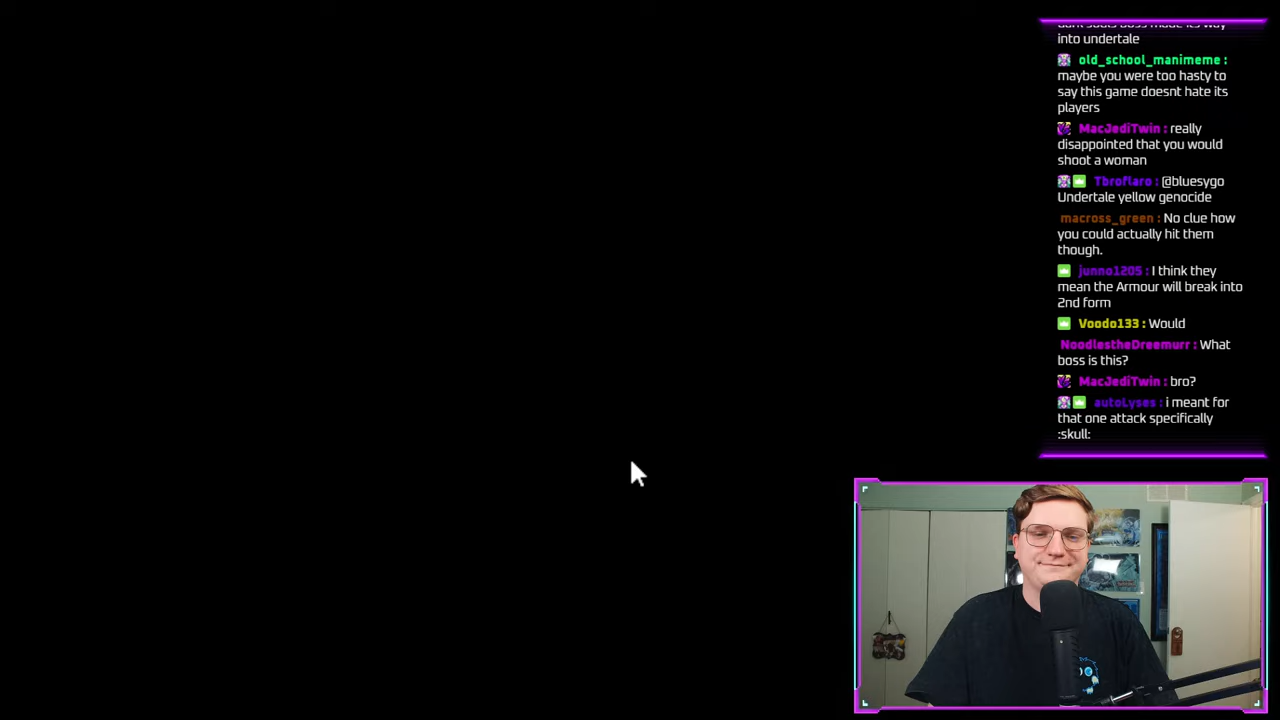 into undertale
old_school_manimeme :
maybe you were too hasty to
say this game doesnt hate its
players
MacJediTwin : really
disappointed that you would
shoot a woman
Tbroflaro : @bluesygo
Undertale yellow genocide
macross_green : No clue how
you could actually hit them
though.
junno1205 : I think they
mean the Armour will break into
2nd form
Voodo133 : Would
NoodlestheDreemurr : What
boss is this?
MacJediTwin : bro?
autoLyses : i meant for
that one attack specifically
:skull: